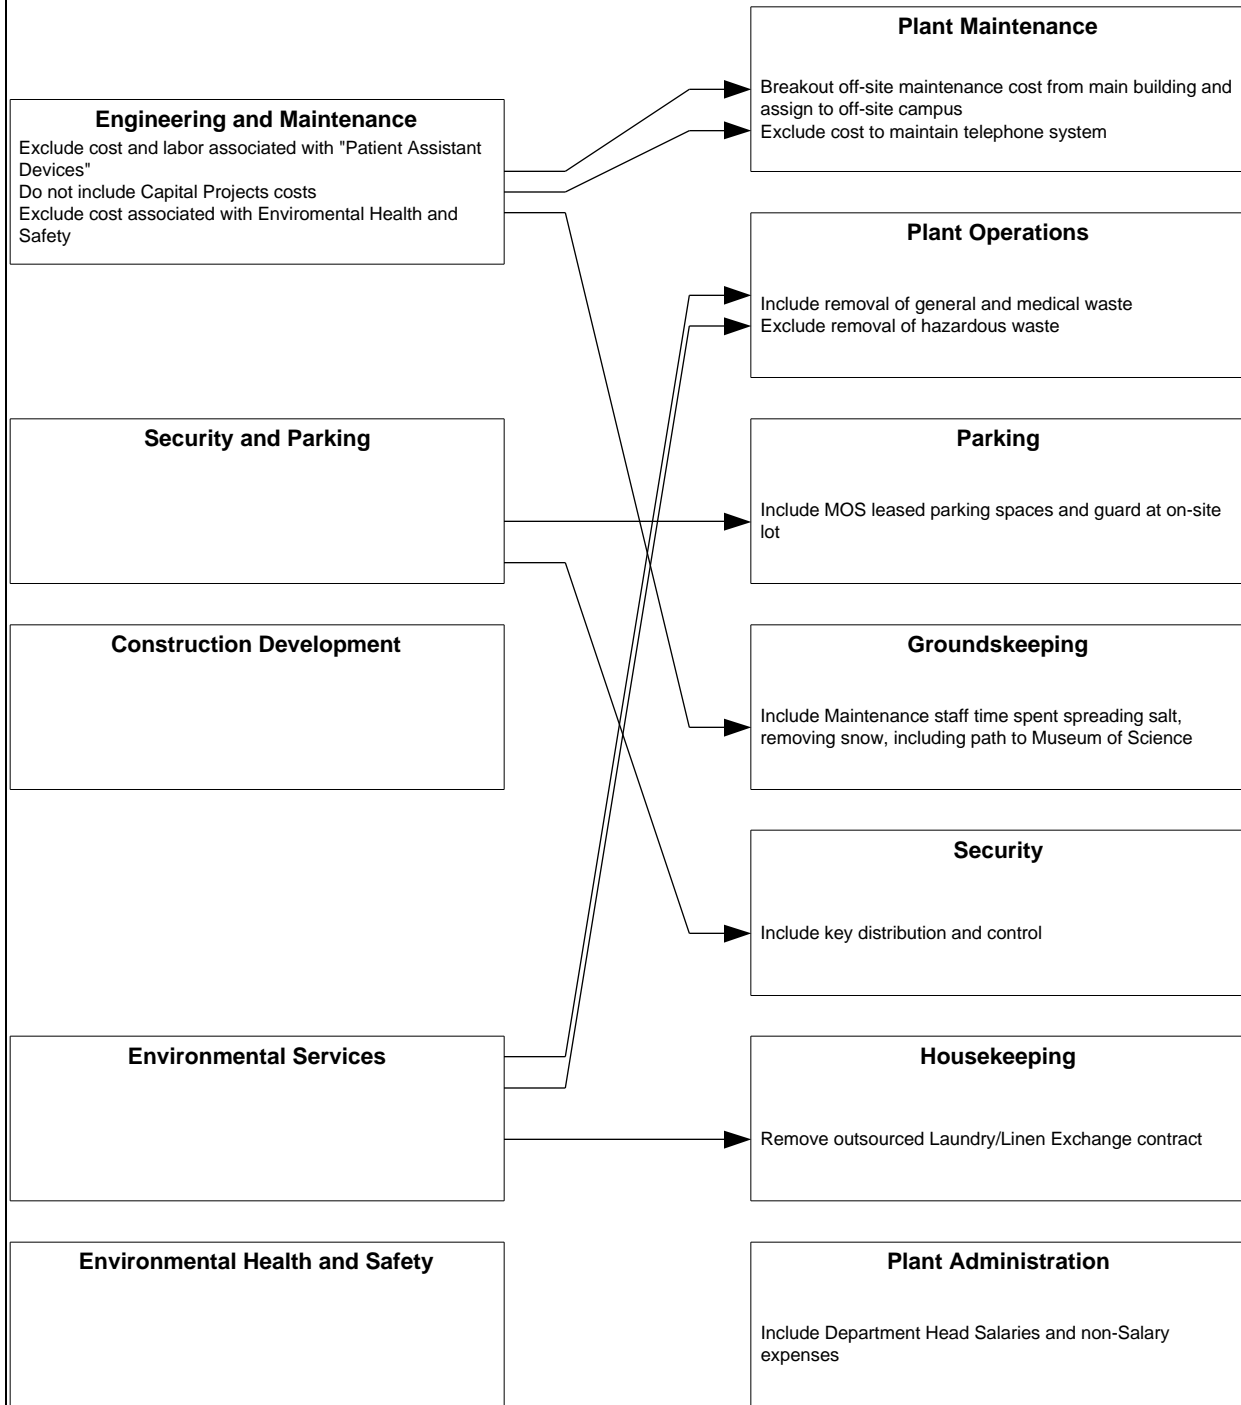 Plant Maintenance
Breakout off-site maintenance cost from main building and
assign to off-site campus
Exclude cost to maintain telephone system
Engineering and Maintenance
Exclude cost and labor associated with "Patient Assistant
Devices"
Do not include Capital Projects costs
Exclude cost associated with Enviromental Health and
Safety
Plant Operations
Include removal of general and medical waste
Exclude removal of hazardous waste
Security and Parking
Parking
Include MOS leased parking spaces and guard at on-site
lot
Construction Development
Groundskeeping
Include Maintenance staff time spent spreading salt,
removing snow, including path to Museum of Science
Security
Include key distribution and control
Environmental Services
Housekeeping
Remove outsourced Laundry/Linen Exchange contract
Environmental Health and Safety
Plant Administration
Include Department Head Salaries and non-Salary
expenses